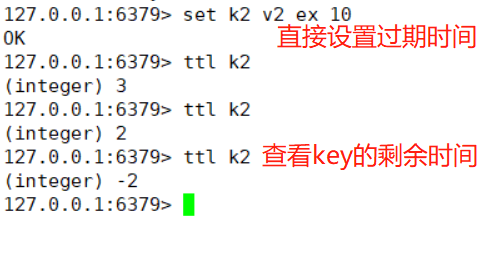 127.0.0.1:6379> set k2 v2 ex 10
OK
直接设置过期时间
127.0.0.1:6379> ttl k2
(integer) 3
127.0.0.1:6379> ttl k2
(integer) 2
127.0.0.1:6379> ttl k2 查看key的剩余时间
(integer) -2
127.0.0.1:6379>